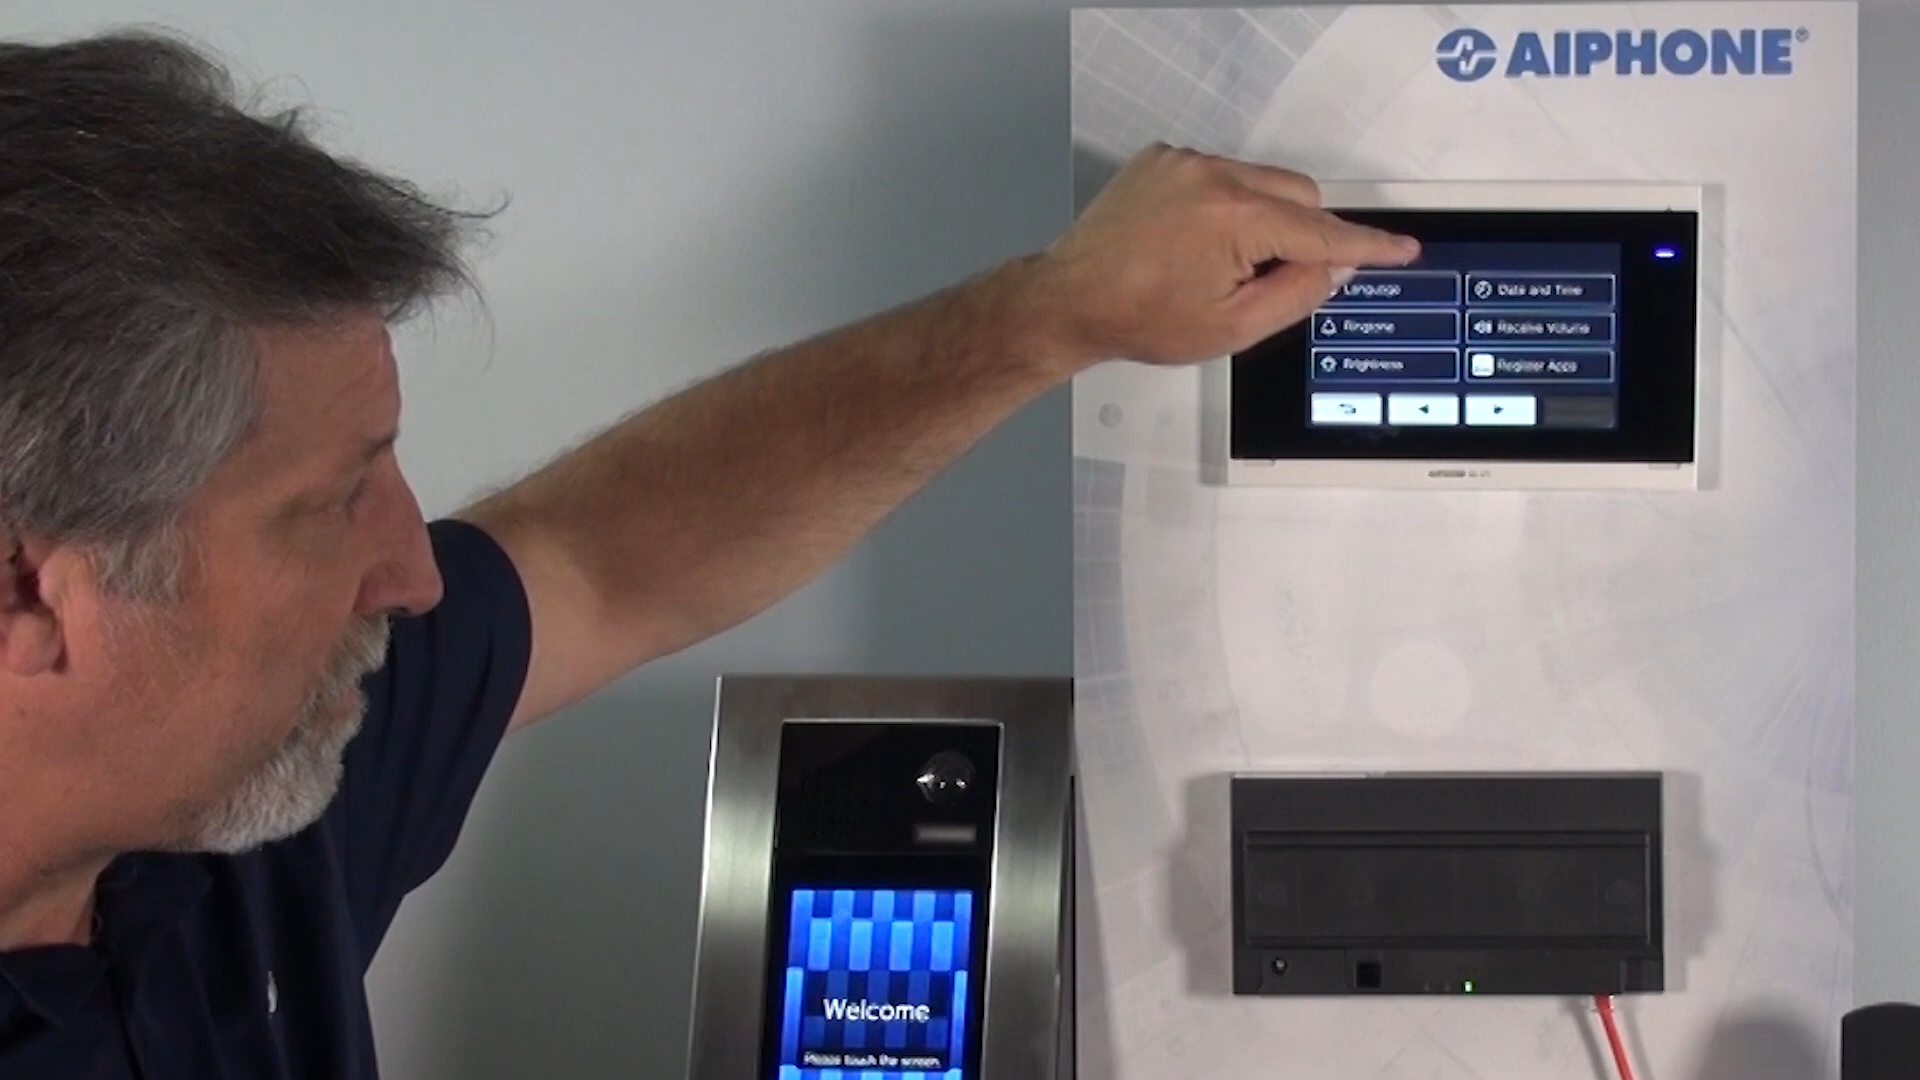 AIPHONE®
Language
Date and Time
Ringtone
Receive Volume
Brightness
Register Apps
Welcome
Please touch the screen.